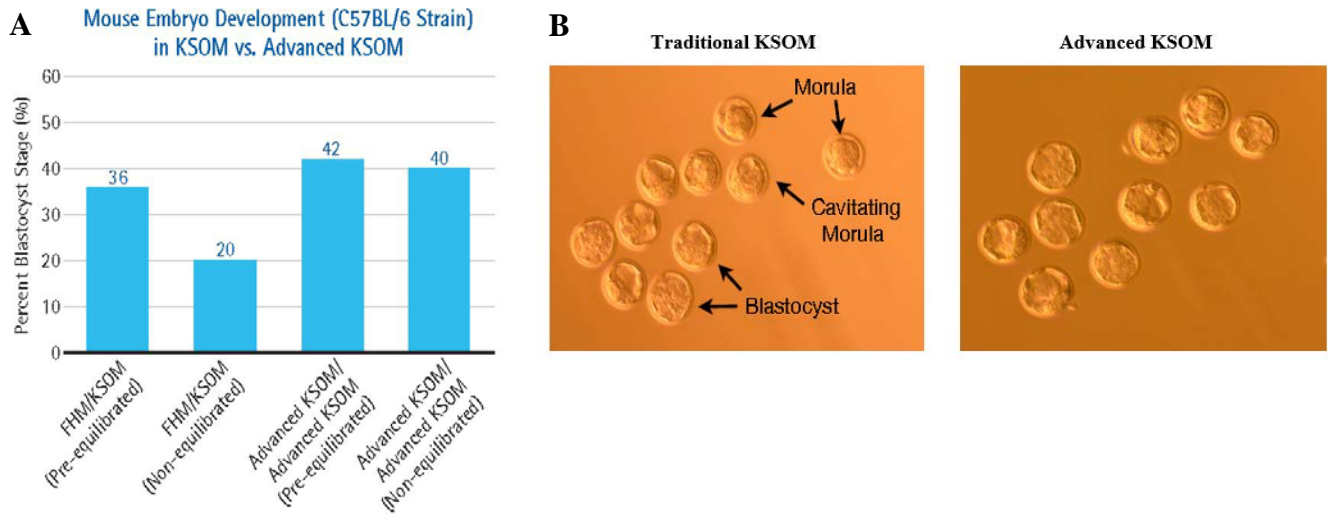 A
Mouse Embryo Development (C57BL/6 Strain)
in KSOM vs. Advanced KSOM
Percent Blastocyst Stage (%)
60
50
40
30
20
10
0
36
20
42
40
FHM/KSOM
(Pre-equilibrated)
FHM/KSOM
(Non-equilibrated)
Advanced KSOM/
Advanced KSOM
(Pre-equilibrated)
Advanced KSOM/
Advanced KSOM
(Non-equilibrated)
B
Traditional KSOM
Advanced KSOM
Morula
Cavitating
Morula
Blastocyst